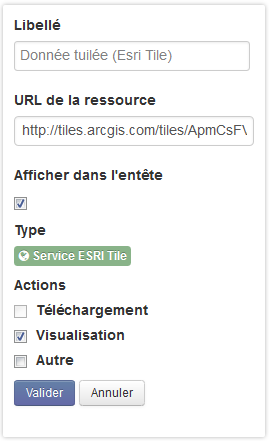 Libellé
Donnée tuilée (Esri Tile)
URL de la ressource
http://tiles.arcgis.com/tiles/ApmCsFV
Afficher dans l'entête
Type
Service ESRI Tile
Actions
Téléchargement
Visualisation
Autre
Valider Annuler